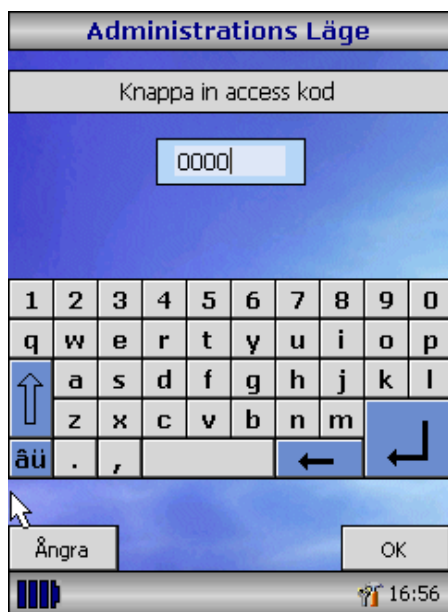 Administrations Läge
Knappa in access kod
0000
1 2 3 4 5 6 7 8 9 0
q w e r t y u i o p
a s d f g h j k l
z x c v b n m
âü . ,
Ångra OK
16:56